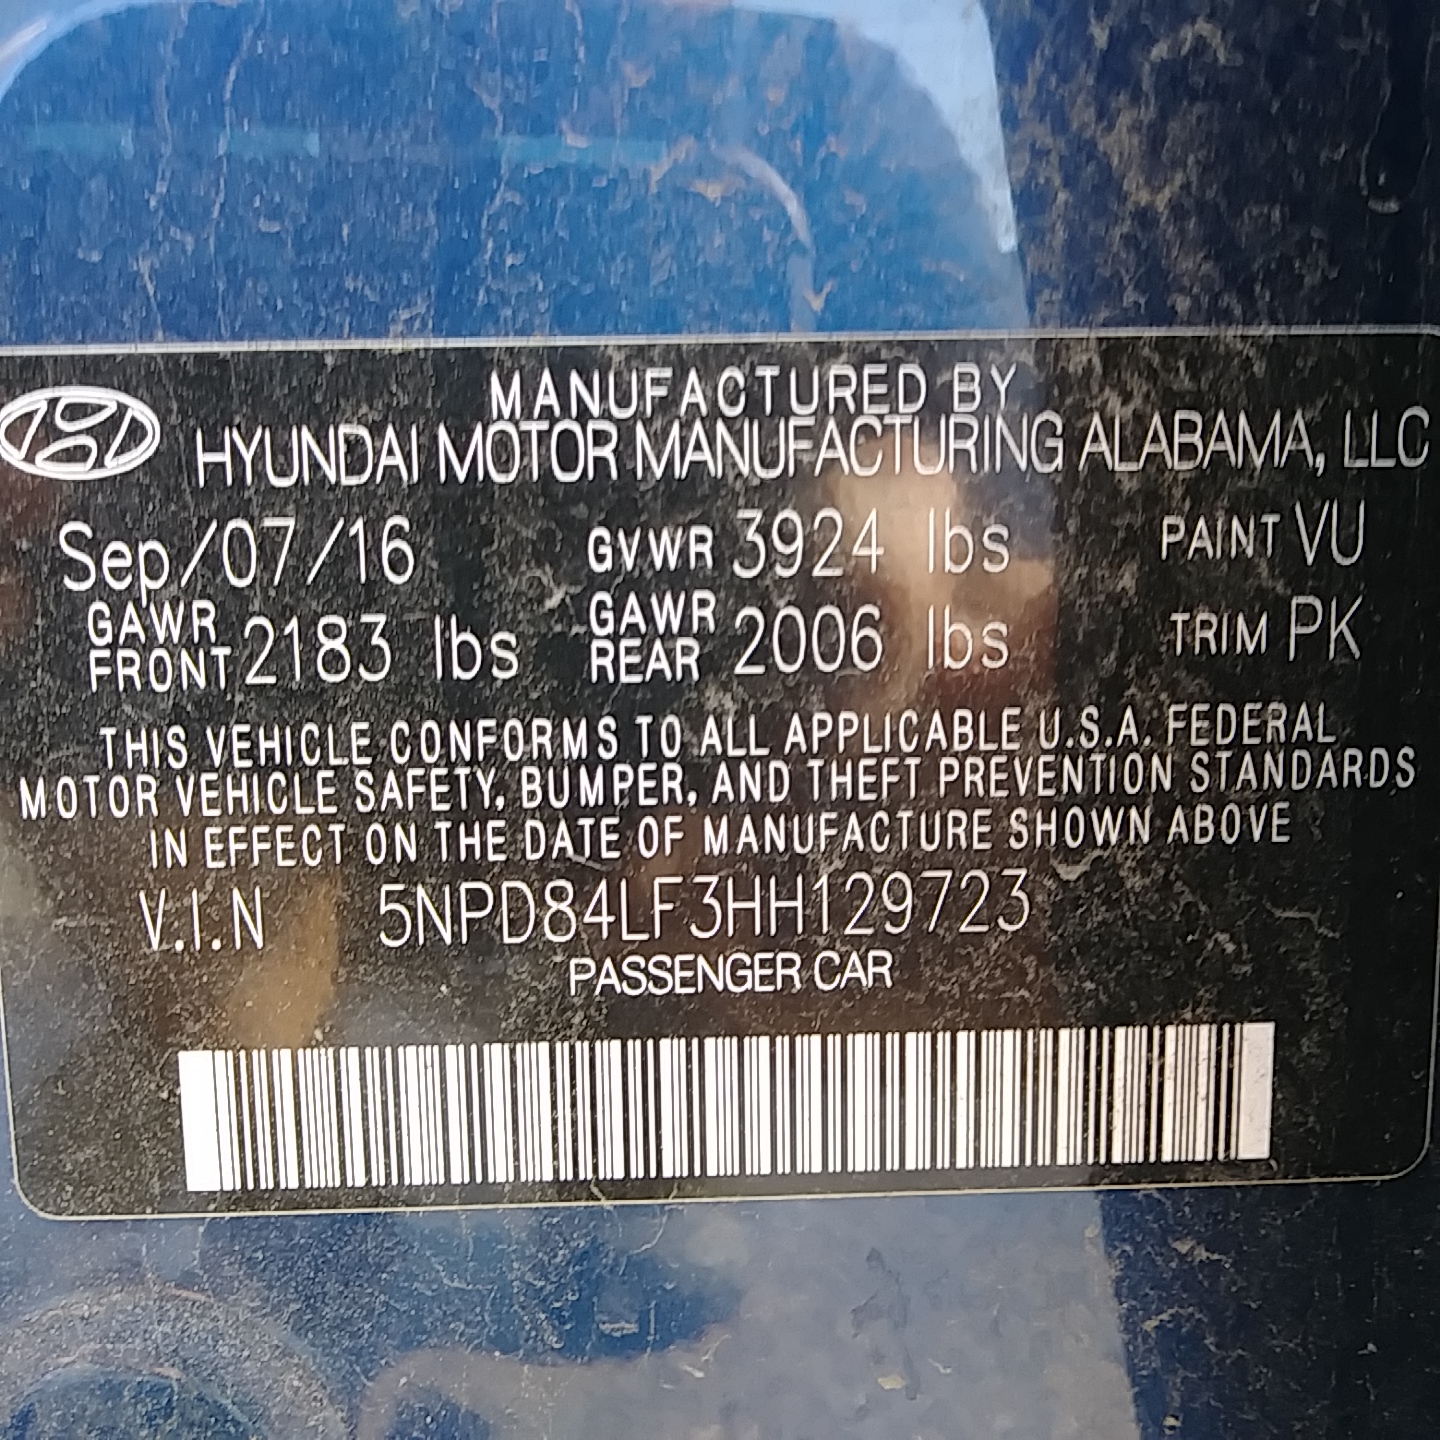 MANUFACTURED BY
HYUNDAI MOTOR MANUFACTURING ALABAMA, LLC
Sep/07/16 GVWR 3924 lbs PAINT VU
GAWR FRONT 2183 lbs GAWR REAR 2006 lbs TRIM PK
THIS VEHICLE CONFORMS TO ALL APPLICABLE U.S.A. FEDERAL
MOTOR VEHICLE SAFETY, BUMPER, AND THEFT PREVENTION STANDARDS
IN EFFECT ON THE DATE OF MANUFACTURE SHOWN ABOVE
V.I.N 5NPD84LF3HH129723
PASSENGER CAR